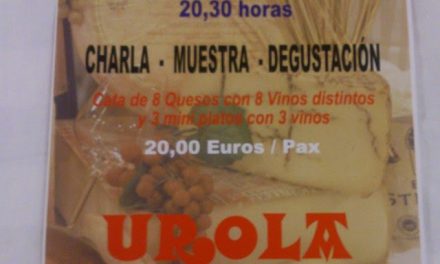 20,30 horas
CHARLA - MUESTRA - DEGUSTACIÓN
Cata de 8 Quesos con 8 Vinos distintos
y 3 mini platos con 3 vinos
20,00 Euros / Pax
UROLA